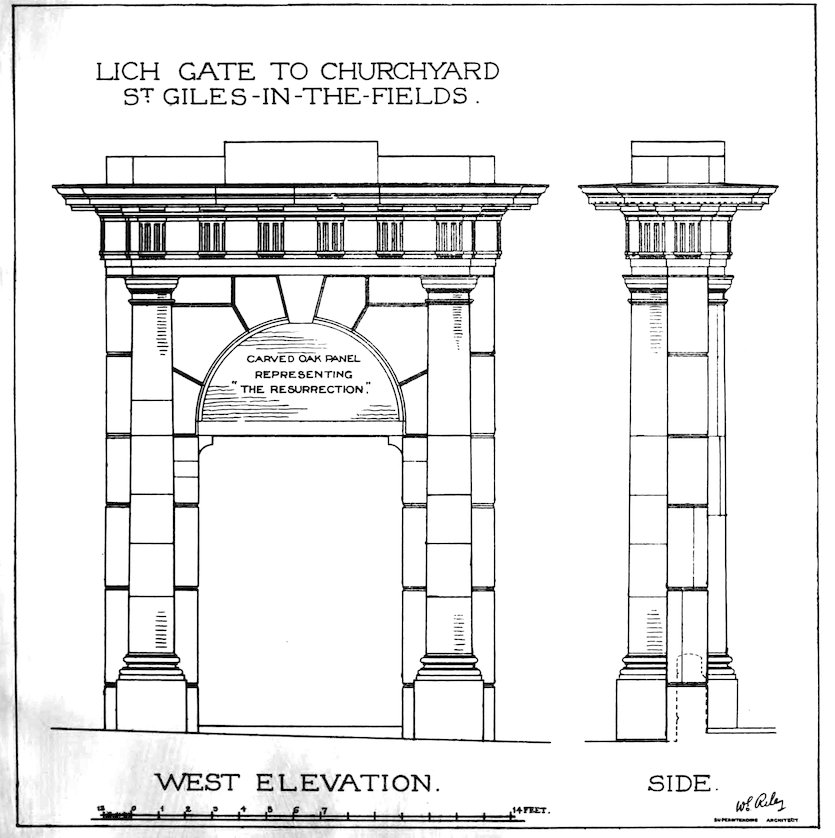 LICH GATE TO CHURCHYARD
ST GILES-IN-THE-FIELDS.
CARVED OAK PANEL
REPRESENTING
"THE RESURRECTION."
WEST ELEVATION.
SIDE.
12 0 1 2 3 4 5 6 7 14 FEET.
W E Riley
SUPERINTENDING ARCHITECT